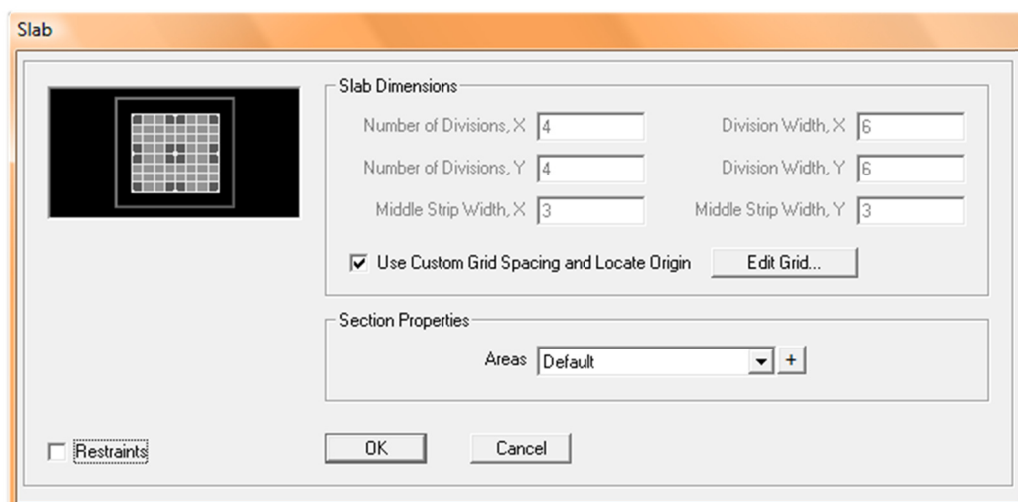 Slab
Slab Dimensions
Number of Divisions, X 4 Division Width, X 6
Number of Divisions, Y 4 Division Width, Y 6
Middle Strip Width, X 3 Middle Strip Width, Y 3
Use Custom Grid Spacing and Locate Origin Edit Grid...
Section Properties
Areas Default +
Restraints OK Cancel